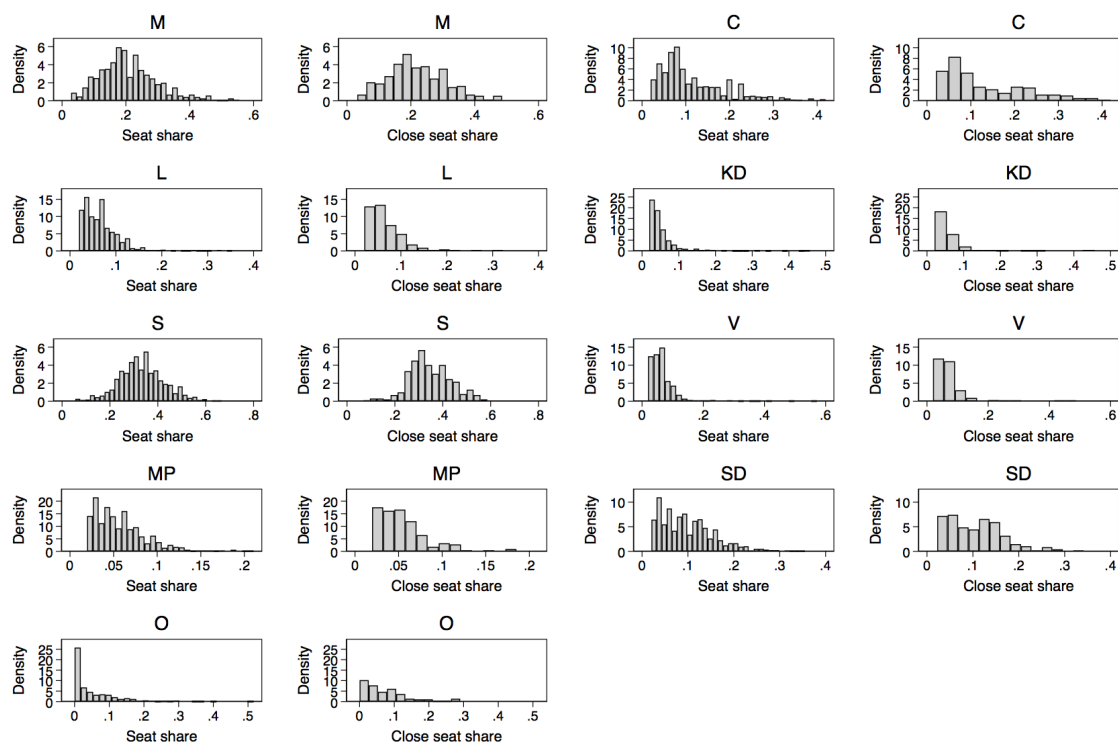 M
Density
6
4
2
0
0 .2 .4 .6
Seat share
M
Density
6
4
2
0
0 .2 .4 .6
Close seat share
C
Density
10
8
6
4
2
0
0 .1 .2 .3 .4
Seat share
C
Density
10
8
6
4
2
0
0 .1 .2 .3 .4
Close seat share
L
Density
15
10
5
0
0 .1 .2 .3 .4
Seat share
L
Density
15
10
5
0
0 .1 .2 .3 .4
Close seat share
KD
Density
25
20
15
10
5
0
0 .1 .2 .3 .4 .5
Seat share
KD
Density
25
20
15
10
5
0
0 .1 .2 .3 .4 .5
Close seat share
S
Density
6
4
2
0
0 .2 .4 .6 .8
Seat share
S
Density
6
4
2
0
0 .2 .4 .6 .8
Close seat share
V
Density
15
10
5
0
0 .2 .4 .6
Seat share
V
Density
15
10
5
0
0 .2 .4 .6
Close seat share
MP
Density
20
15
10
5
0
0 .05 .1 .15 .2
Seat share
MP
Density
20
15
10
5
0
0 .05 .1 .15 .2
Close seat share
SD
Density
10
5
0
0 .1 .2 .3 .4
Seat share
SD
Density
10
5
0
0 .1 .2 .3 .4
Close seat share
O
Density
25
20
15
10
5
0
0 .1 .2 .3 .4 .5
Seat share
O
Density
25
20
15
10
5
0
0 .1 .2 .3 .4 .5
Close seat share